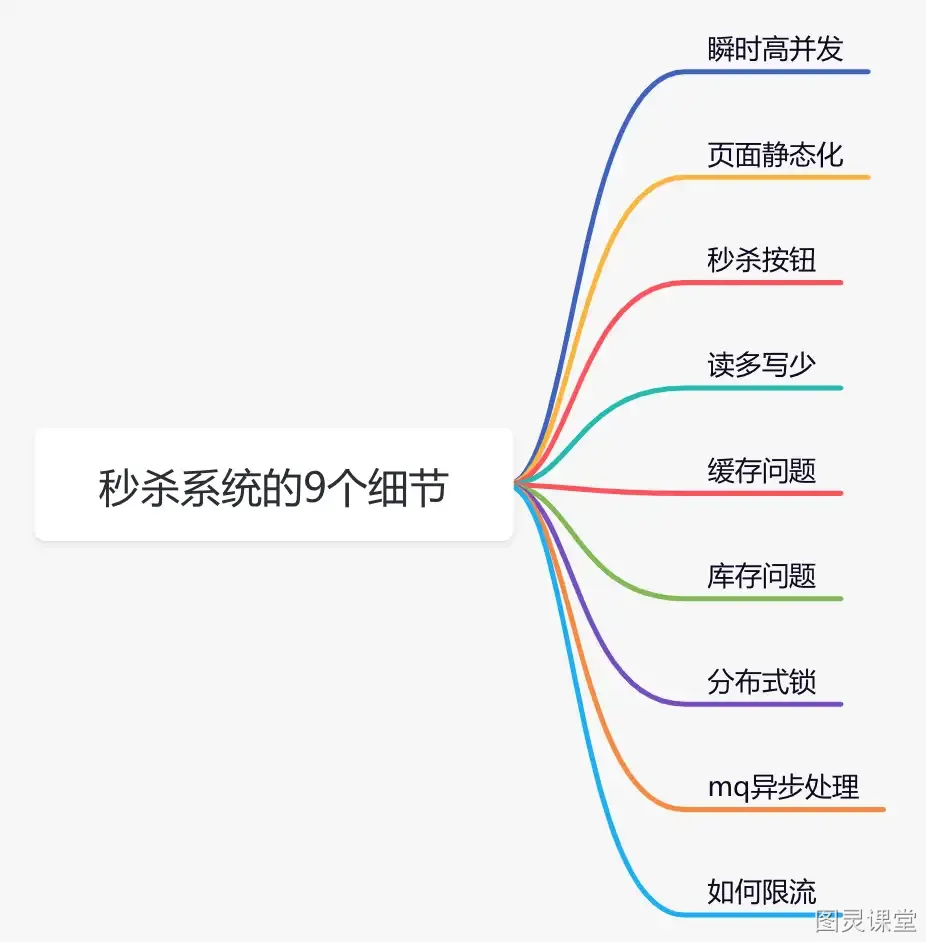 瞬时高并发
页面静态化
秒杀按钮
读多写少
秒杀系统的9个细节
缓存问题
库存问题
分布式锁
mq异步处理
如何限流
图灵课堂